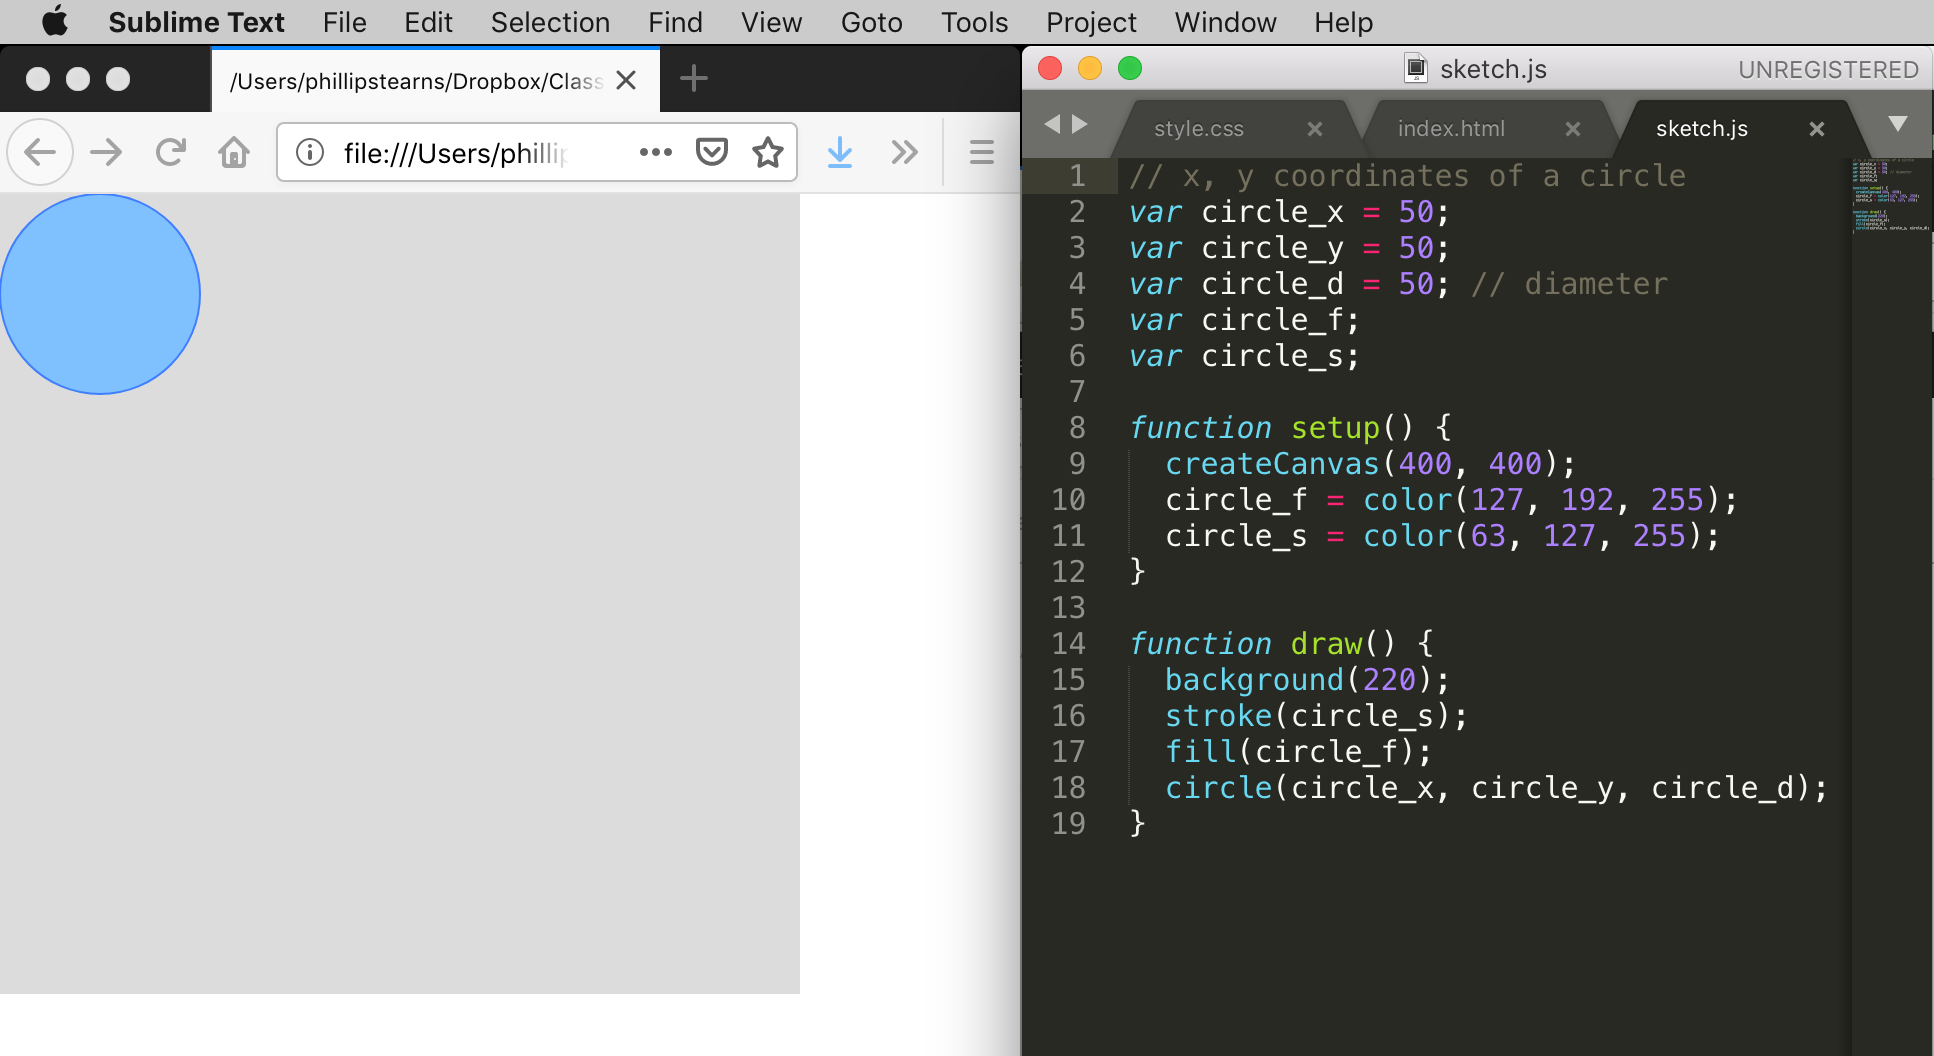 Sublime Text File Edit Selection Find View Goto Tools Project Window Help
/Users/phillipstearns/Dropbox/Class
file:///Users/phillip
sketch.js UNREGISTERED
style.css index.html sketch.js
1 // x, y coordinates of a circle
2 var circle_x = 50;
3 var circle_y = 50;
4 var circle_d = 50; // diameter
5 var circle_f;
6 var circle_s;
7
8 function setup() {
9 createCanvas(400, 400);
10 circle_f = color(127, 192, 255);
11 circle_s = color(63, 127, 255);
12 }
13
14 function draw() {
15 background(220);
16 stroke(circle_s);
17 fill(circle_f);
18 circle(circle_x, circle_y, circle_d);
19 }